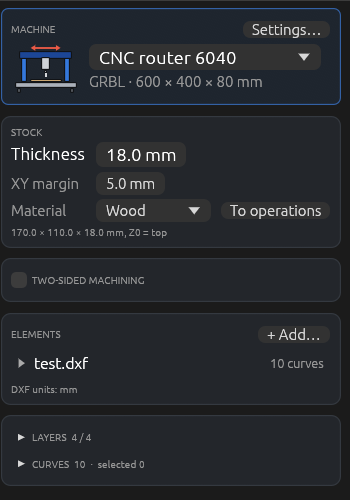 MACHINE
Settings...
CNC router 6040
GRBL · 600 × 400 × 80 mm
STOCK
Thickness 18.0 mm
XY margin 5.0 mm
Material Wood To operations
170.0 × 110.0 × 18.0 mm, Z0 = top
TWO-SIDED MACHINING
ELEMENTS + Add...
test.dxf 10 curves
DXF units: mm
LAYERS 4 / 4
CURVES 10 · selected 0